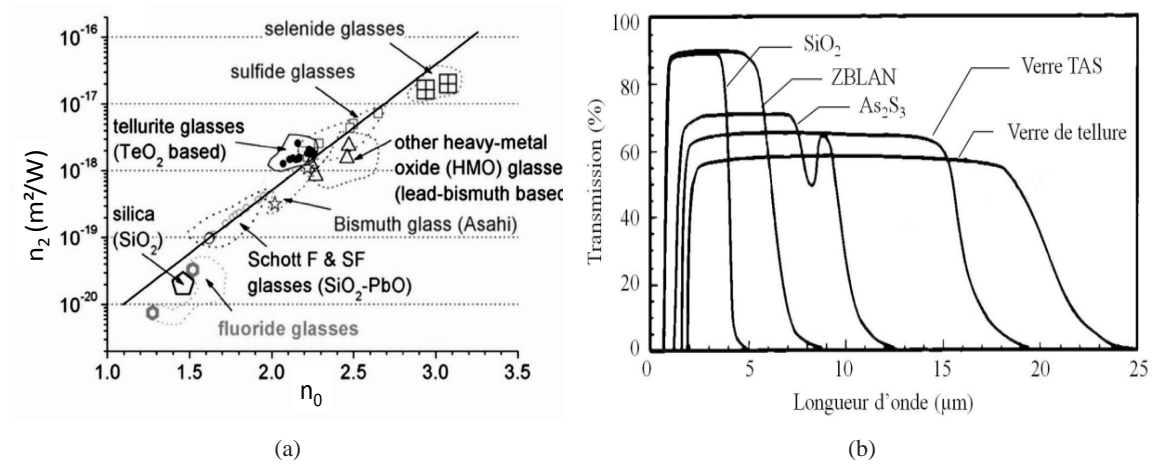 10⁻¹⁶
10⁻¹⁷
10⁻¹⁸
10⁻¹⁹
10⁻²⁰
n₂ (m²/W)
selenide glasses
sulfide glasses
tellurite glasses
(TeO₂ based)
other heavy-metal
oxide (HMO) glasse
(lead-bismuth based
silica
(SiO₂)
Bismuth glass (Asahi)
Schott F & SF
glasses (SiO₂-PbO)
fluoride glasses
1.0 1.5 2.0 2.5 3.0 3.5
n₀
(a)
100
80
60
40
20
0
Transmission (%)
SiO₂
ZBLAN
As₂S₃
Verre TAS
Verre de tellure
0 5 10 15 20 25
Longueur d'onde (µm)
(b)